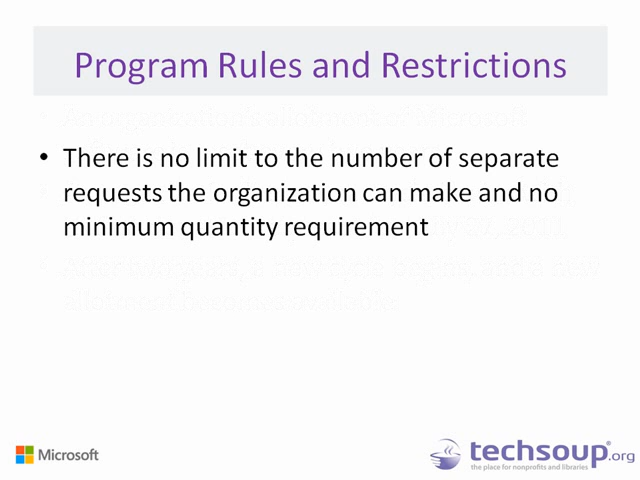 Program Rules and Restrictions
• There is no limit to the number of separate
requests the organization can make and no
minimum quantity requirement
Microsoft
techsoup.org
the place for nonprofits and libraries